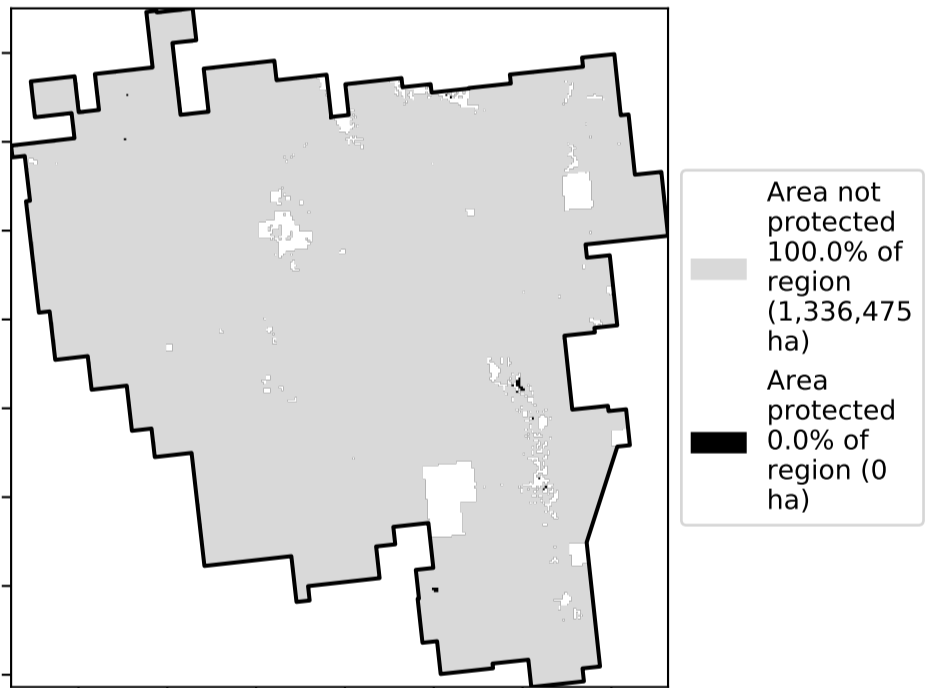 Area not
protected
100.0% of
region
(1,336,475
ha)
Area
protected
0.0% of
region (0
ha)